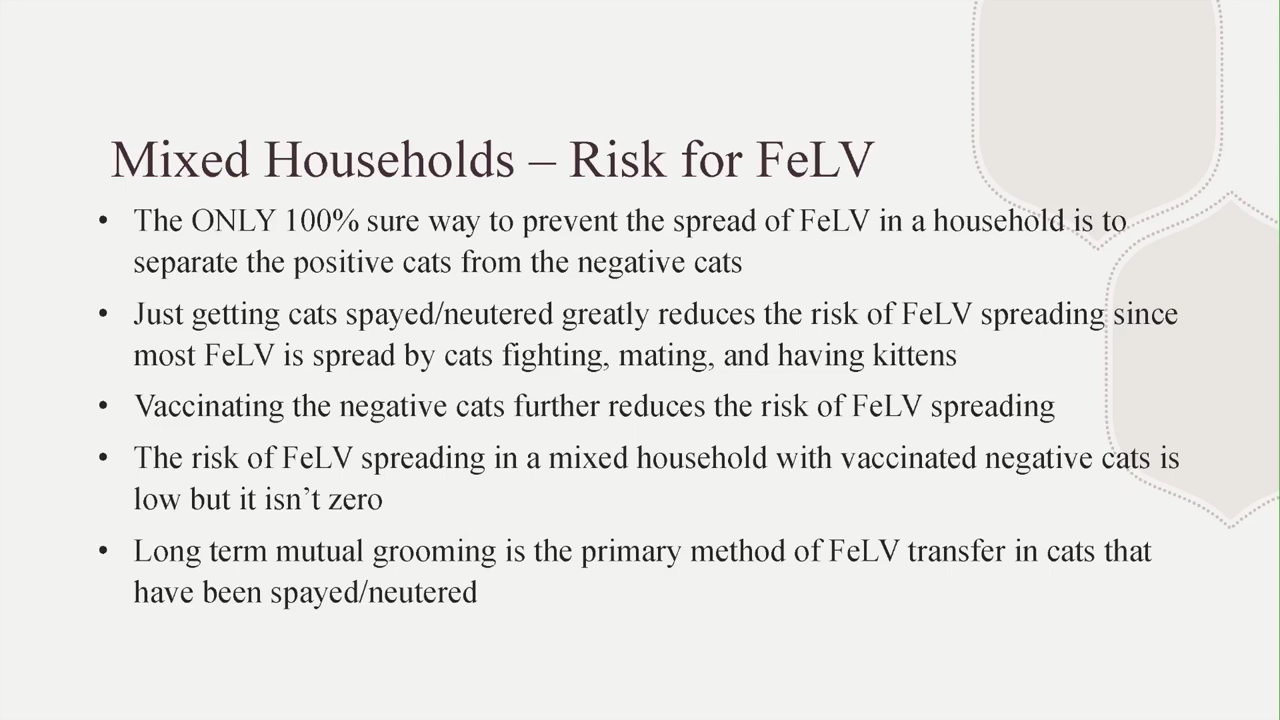 Mixed Households – Risk for FeLV
• The ONLY 100% sure way to prevent the spread of FeLV in a household is to
separate the positive cats from the negative cats
• Just getting cats spayed/neutered greatly reduces the risk of FeLV spreading since
most FeLV is spread by cats fighting, mating, and having kittens
• Vaccinating the negative cats further reduces the risk of FeLV spreading
• The risk of FeLV spreading in a mixed household with vaccinated negative cats is
low but it isn’t zero
• Long term mutual grooming is the primary method of FeLV transfer in cats that
have been spayed/neutered